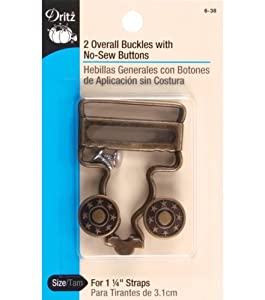 Dritz
6-38
2 Overall Buckles with
No-Sew Buttons
Hebillas Generales con Botones
de Aplicación sin Costura
Size/Tam
For 1 ¼" Straps
Para Tirantes de 3.1cm